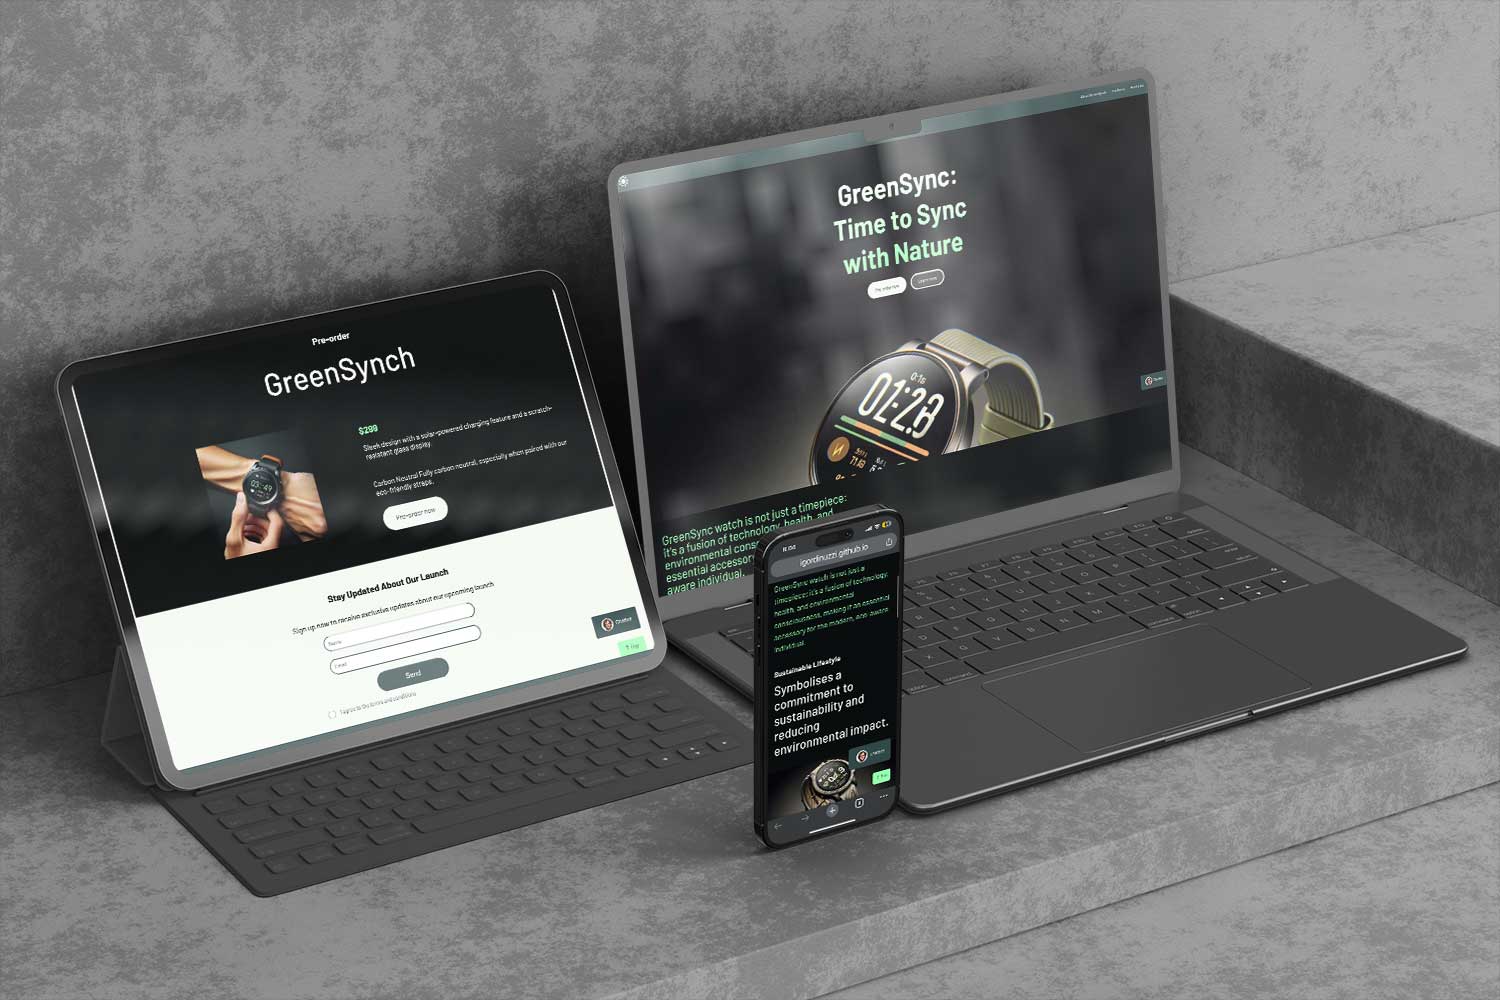 Pre-order
GreenSynch
$299
Sleek design with a solar-powered charging feature and a scratch-
resistant glass display.
Carbon Neutral Fully carbon neutral, especially when paired with our
eco-friendly straps.
Pre-order now
Stay Updated About Our Launch
Sign up now to receive exclusive updates about our upcoming launch
Name
Email
Send
I agree to the terms and conditions
Chatbot
Top
GreenSync:
Time to Sync
with Nature
Pre-order now
Learn more
01:28
GreenSync watch is not just a timepiece:
it's a fusion of technology, health, and
environmental
essential accessory
aware individual.
igordinuzzi.github.io
GreenSync watch is not just a
timepiece: it's a fusion of technology,
health, and environmental
consciousness, making it an essential
accessory for the modern, eco-aware
individual.
Sustainable Lifestyle
Symbolises a
commitment to
sustainability and
reducing
environmental impact.
Chatbot
Top